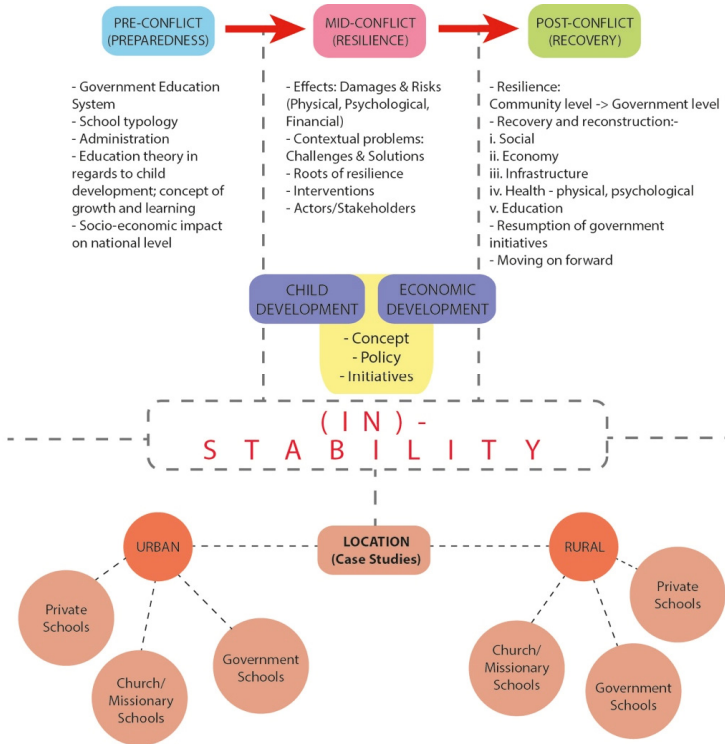 PRE-CONFLICT
(PREPAREDNESS)
MID-CONFLICT
(RESILIENCE)
POST-CONFLICT
(RECOVERY)
- Government Education
System
- School typology
- Administration
- Education theory in
regards to child
development; concept of
growth and learning
- Socio-economic impact
on national level
- Effects: Damages & Risks
(Physical, Psychological,
Financial)
- Contextual problems:
Challenges & Solutions
- Roots of resilience
- Interventions
- Actors/Stakeholders
- Resilience:
Community level -> Government level
- Recovery and reconstruction:-
i. Social
ii. Economy
iii. Infrastructure
iv. Health - physical, psychological
v. Education
- Resumption of government
initiatives
- Moving on forward
CHILD
DEVELOPMENT
ECONOMIC
DEVELOPMENT
- Concept
- Policy
- Initiatives
(IN)-
STABILITY
URBAN
LOCATION
(Case Studies)
RURAL
Private
Schools
Church/
Missionary
Schools
Government
Schools
Church/
Missionary
Schools
Government
Schools
Private
Schools